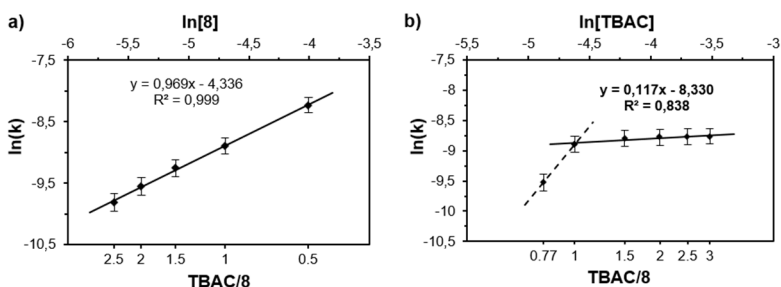 a)
ln[8]
-6 -5,5 -5 -4,5 -4 -3,5
-7,5
-8,5
-9,5
-10,5
ln(k)
y = 0,969x - 4,336
R² = 0,999
2.5 2 1.5 1 0.5
TBAC/8
b)
ln[TBAC]
-5,5 -5 -4,5 -4 -3,5 -3
-7,5
-8
-8,5
-9
-9,5
-10
-10,5
ln(k)
y = 0,117x - 8,330
R² = 0,838
0.77 1 1.5 2 2.5 3
TBAC/8